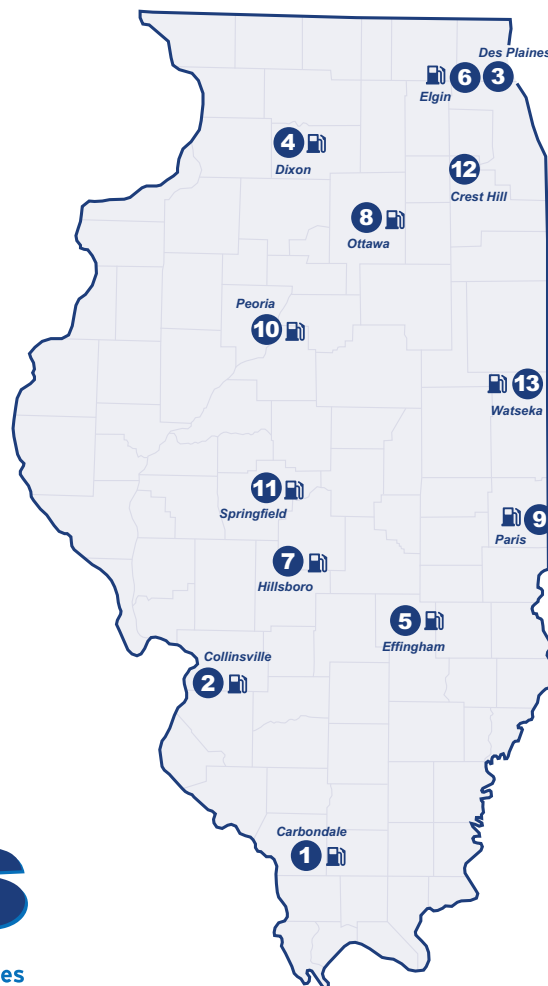 Des Plaines
6 3
Elgin
4
Dixon
12
Crest Hill
8
Ottawa
Peoria
10
13
Watseka
11
Springfield
9
Paris
7
Hillsboro
5
Effingham
Collinsville
2
Carbondale
1
S
es